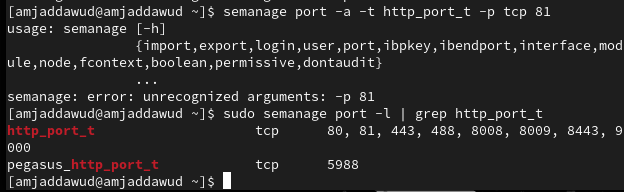 [amjaddawud@amjaddawud ~]$ semanage port -a -t http_port_t -p tcp 81
usage: semanage [-h]
                {import,export,login,user,port,ibpkey,ibendport,interface,mod
ule,node,fcontext,boolean,permissive,dontaudit}
                ...
semanage: error: unrecognized arguments: -p 81
[amjaddawud@amjaddawud ~]$ sudo semanage port -l | grep http_port_t
http_port_t                    tcp      80, 81, 443, 488, 8008, 8009, 8443, 9
000
pegasus_http_port_t            tcp      5988
[amjaddawud@amjaddawud ~]$